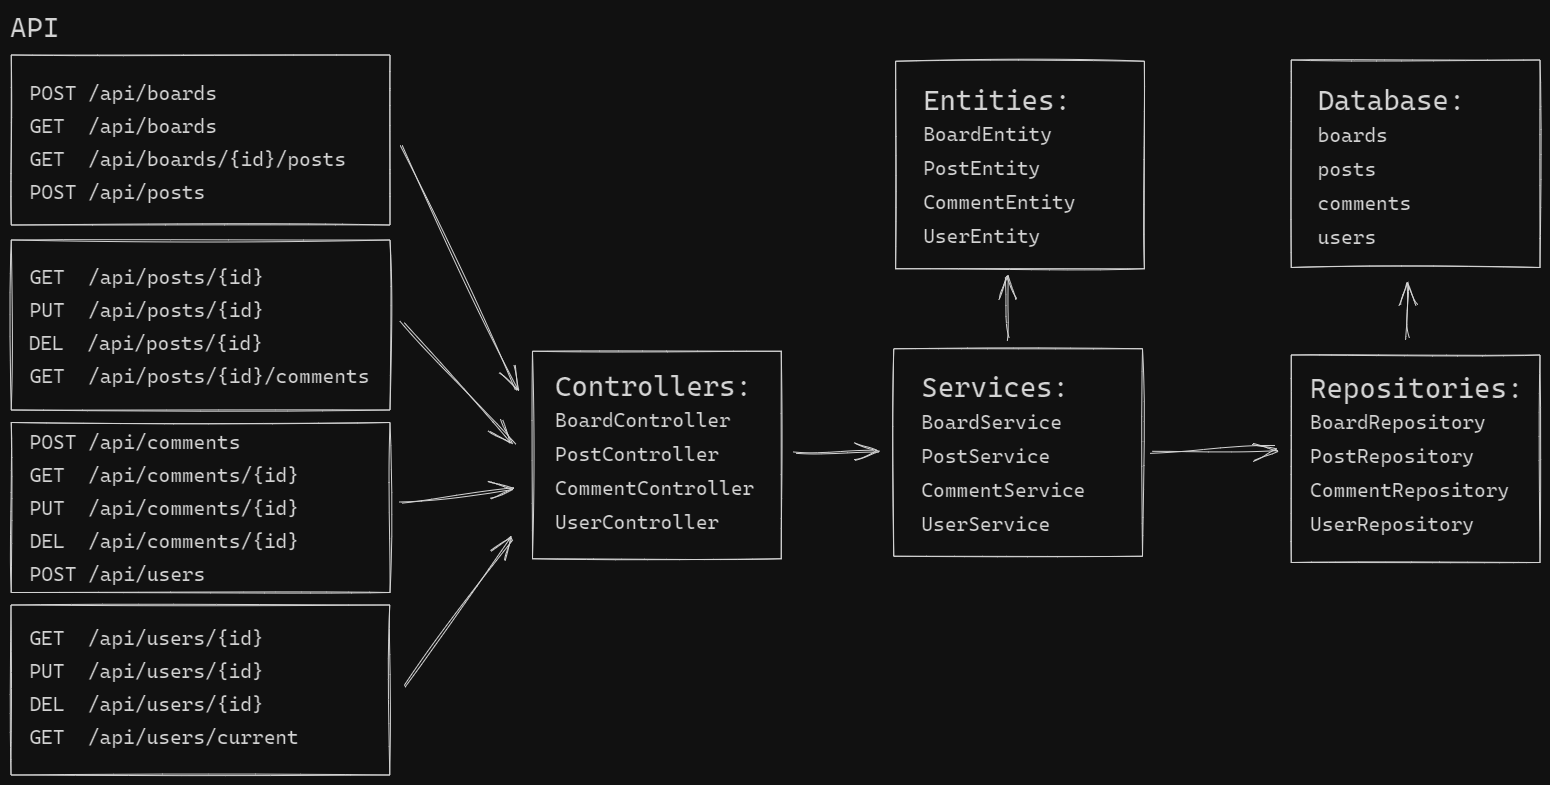 API
POST /api/boards
GET /api/boards
GET /api/boards/{id}/posts
POST /api/posts
GET /api/posts/{id}
PUT /api/posts/{id}
DEL /api/posts/{id}
GET /api/posts/{id}/comments
POST /api/comments
GET /api/comments/{id}
PUT /api/comments/{id}
DEL /api/comments/{id}
POST /api/users
GET /api/users/{id}
PUT /api/users/{id}
DEL /api/users/{id}
GET /api/users/current
Controllers:
BoardController
PostController
CommentController
UserController
Entities:
BoardEntity
PostEntity
CommentEntity
UserEntity
Services:
BoardService
PostService
CommentService
UserService
Database:
boards
posts
comments
users
Repositories:
BoardRepository
PostRepository
CommentRepository
UserRepository